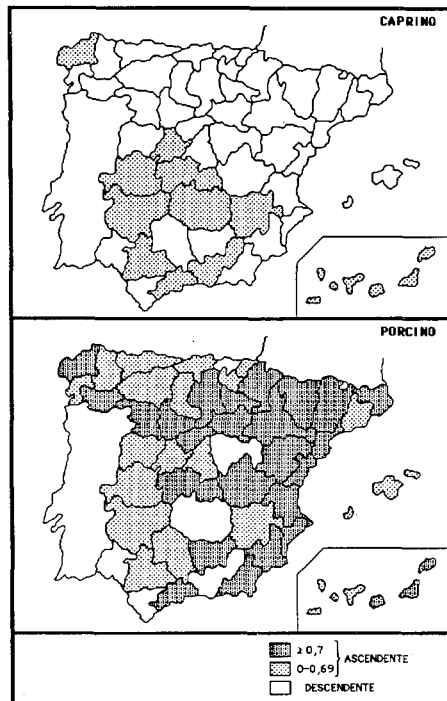 CAPRINO
PORCINO
≥0,7
0-0,69
ASCENDENTE
DESCENDENTE